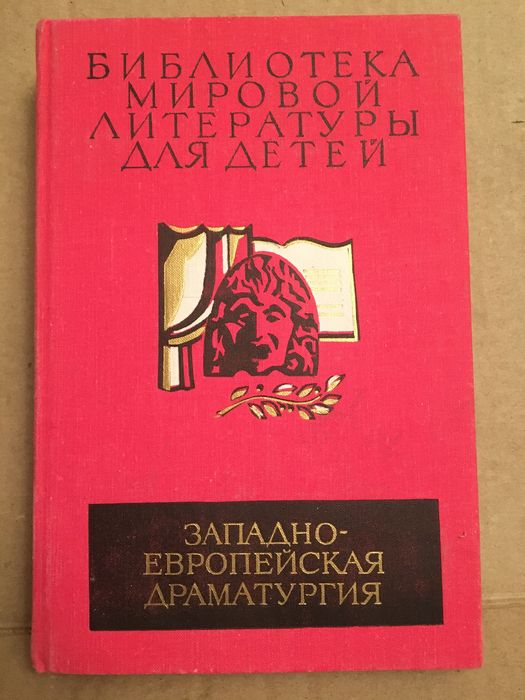 БИБЛИОТЕКА
МИРОВОЙ
ЛИТЕРАТУРЫ
ДЛЯ ДЕТЕЙ
ЗАПАДНО-
ЕВРОПЕЙСКАЯ
ДРАМАТУРГИЯ